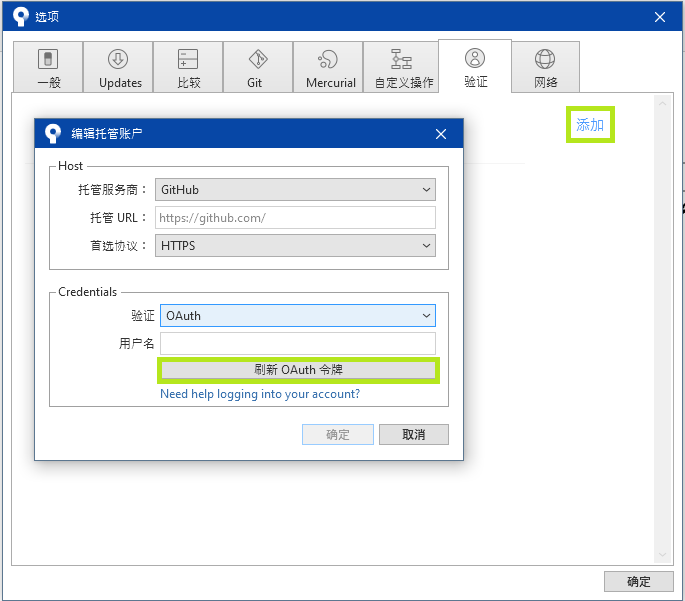 选项
一般
Updates
比较
Git
Mercurial
自定义操作
验证
网络
添加
编辑托管账户
Host
托管服务商：
GitHub
托管 URL：
https://github.com/
首选协议：
HTTPS
Credentials
验证
OAuth
用户名
刷新 OAuth 令牌
Need help logging into your account?
确定
取消
确定